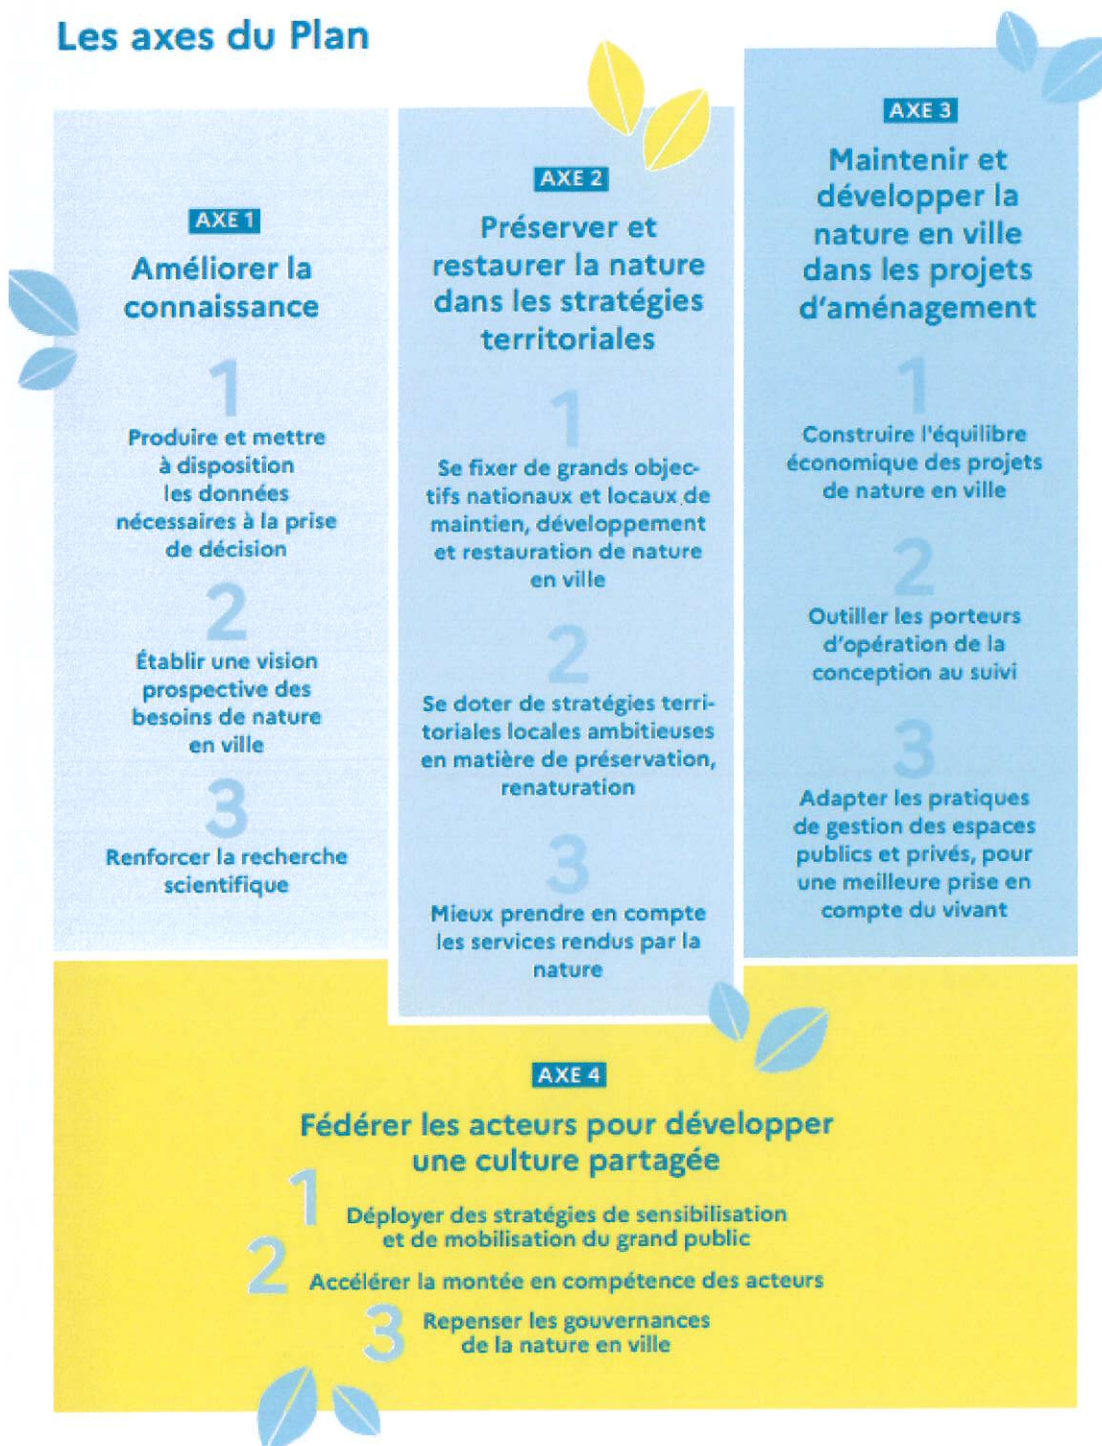 Les axes du Plan
AXE 1
Améliorer la
connaissance
1
Produire et mettre
à disposition
les données
nécessaires à la prise
de décision
2
Établir une vision
prospective des
besoins de nature
en ville
3
Renforcer la recherche
scientifique
AXE 2
Préserver et
restaurer la nature
dans les stratégies
territoriales
1
Se fixer de grands objec-
tifs nationaux et locaux de
maintien, développement
et restauration de nature
en ville
2
Se doter de stratégies terri-
toriales locales ambitieuses
en matière de préservation,
renaturation
3
Mieux prendre en compte
les services rendus par la
nature
AXE 3
Maintenir et
développer la
nature en ville
dans les projets
d'aménagement
1
Construire l'équilibre
économique des projets
de nature en ville
2
Outiller les porteurs
d'opération de la
conception au suivi
3
Adapter les pratiques
de gestion des espaces
publics et privés, pour
une meilleure prise en
compte du vivant
AXE 4
Fédérer les acteurs pour développer
une culture partagée
1
Déployer des stratégies de sensibilisation
et de mobilisation du grand public
2
Accélérer la montée en compétence des acteurs
3
Repenser les gouvernances
de la nature en ville